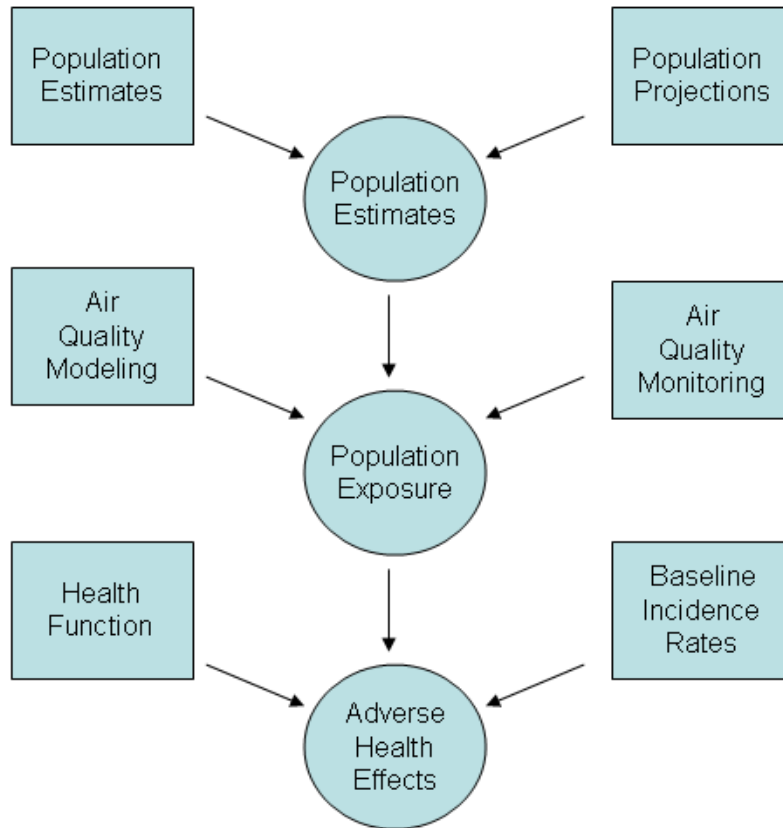 Population
Estimates
Population
Projections
Population
Estimates
Air
Quality
Modeling
Air
Quality
Monitoring
Population
Exposure
Health
Function
Baseline
Incidence
Rates
Adverse
Health
Effects